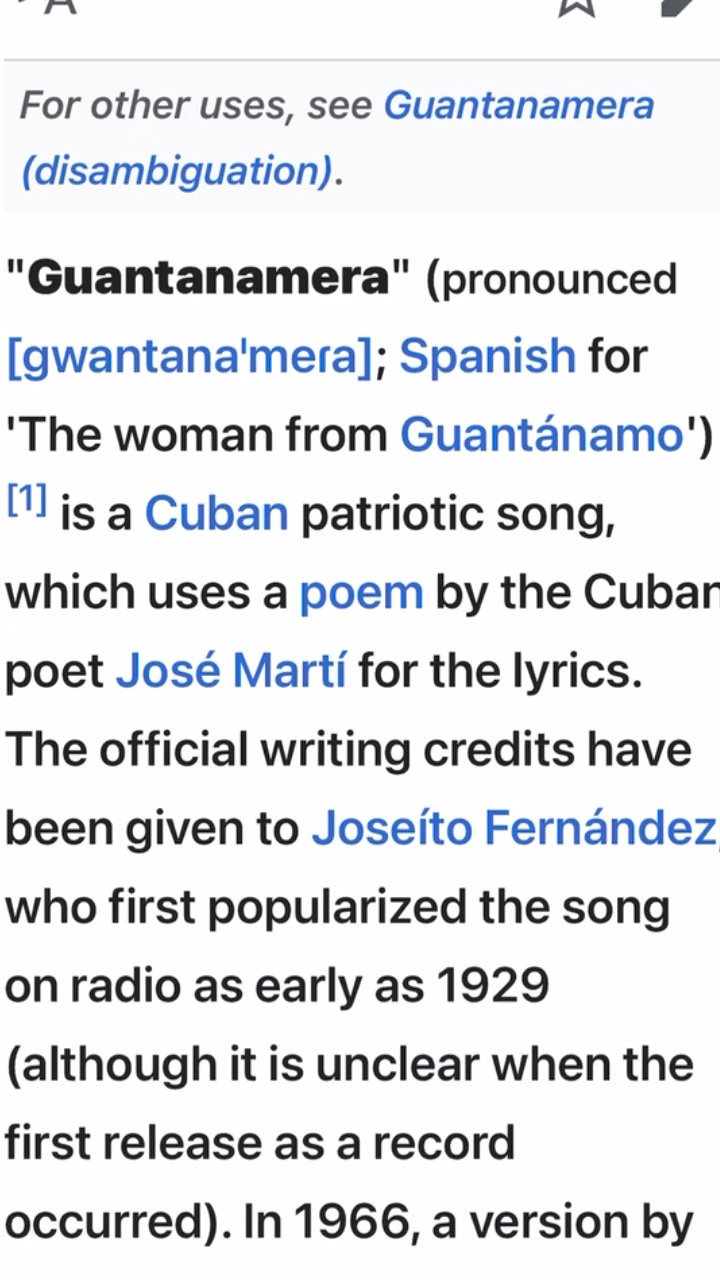 For other uses, see Guantanamera
(disambiguation).
"Guantanamera" (pronounced
[ɡwantanaˈmeɾa]; Spanish for
'The woman from Guantánamo')
[1] is a Cuban patriotic song,
which uses a poem by the Cuban
poet José Martí for the lyrics.
The official writing credits have
been given to Joseíto Fernández,
who first popularized the song
on radio as early as 1929
(although it is unclear when the
first release as a record
occurred). In 1966, a version by